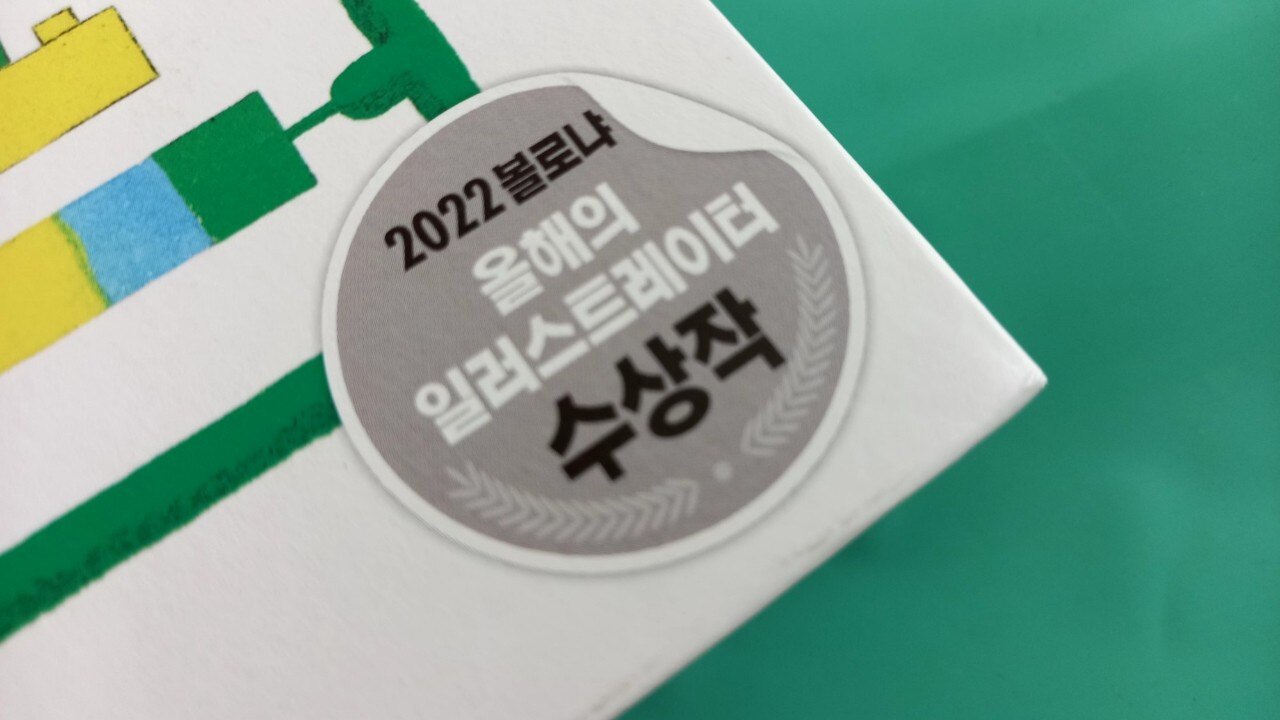 2022 볼로냐
올해의
일러스트레이터
수상작